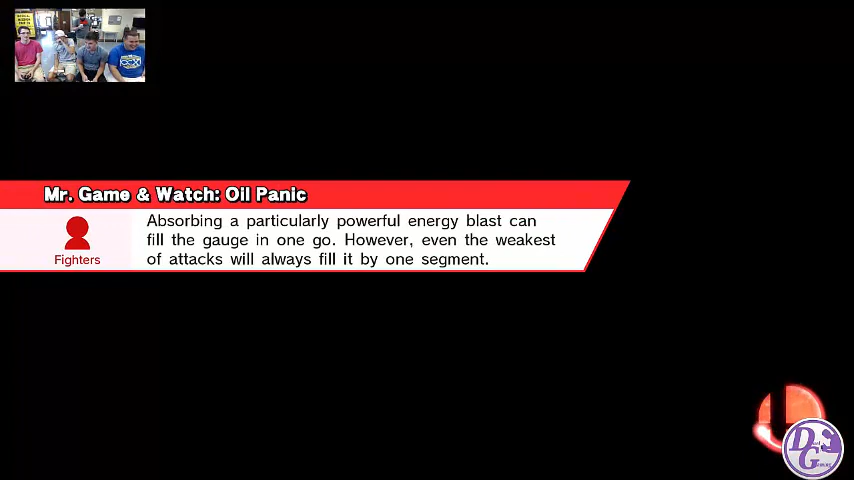 Mr. Game & Watch: Oil Panic
Absorbing a particularly powerful energy blast can
fill the gauge in one go. However, even the weakest
of attacks will always fill it by one segment.
Fighters
D
G